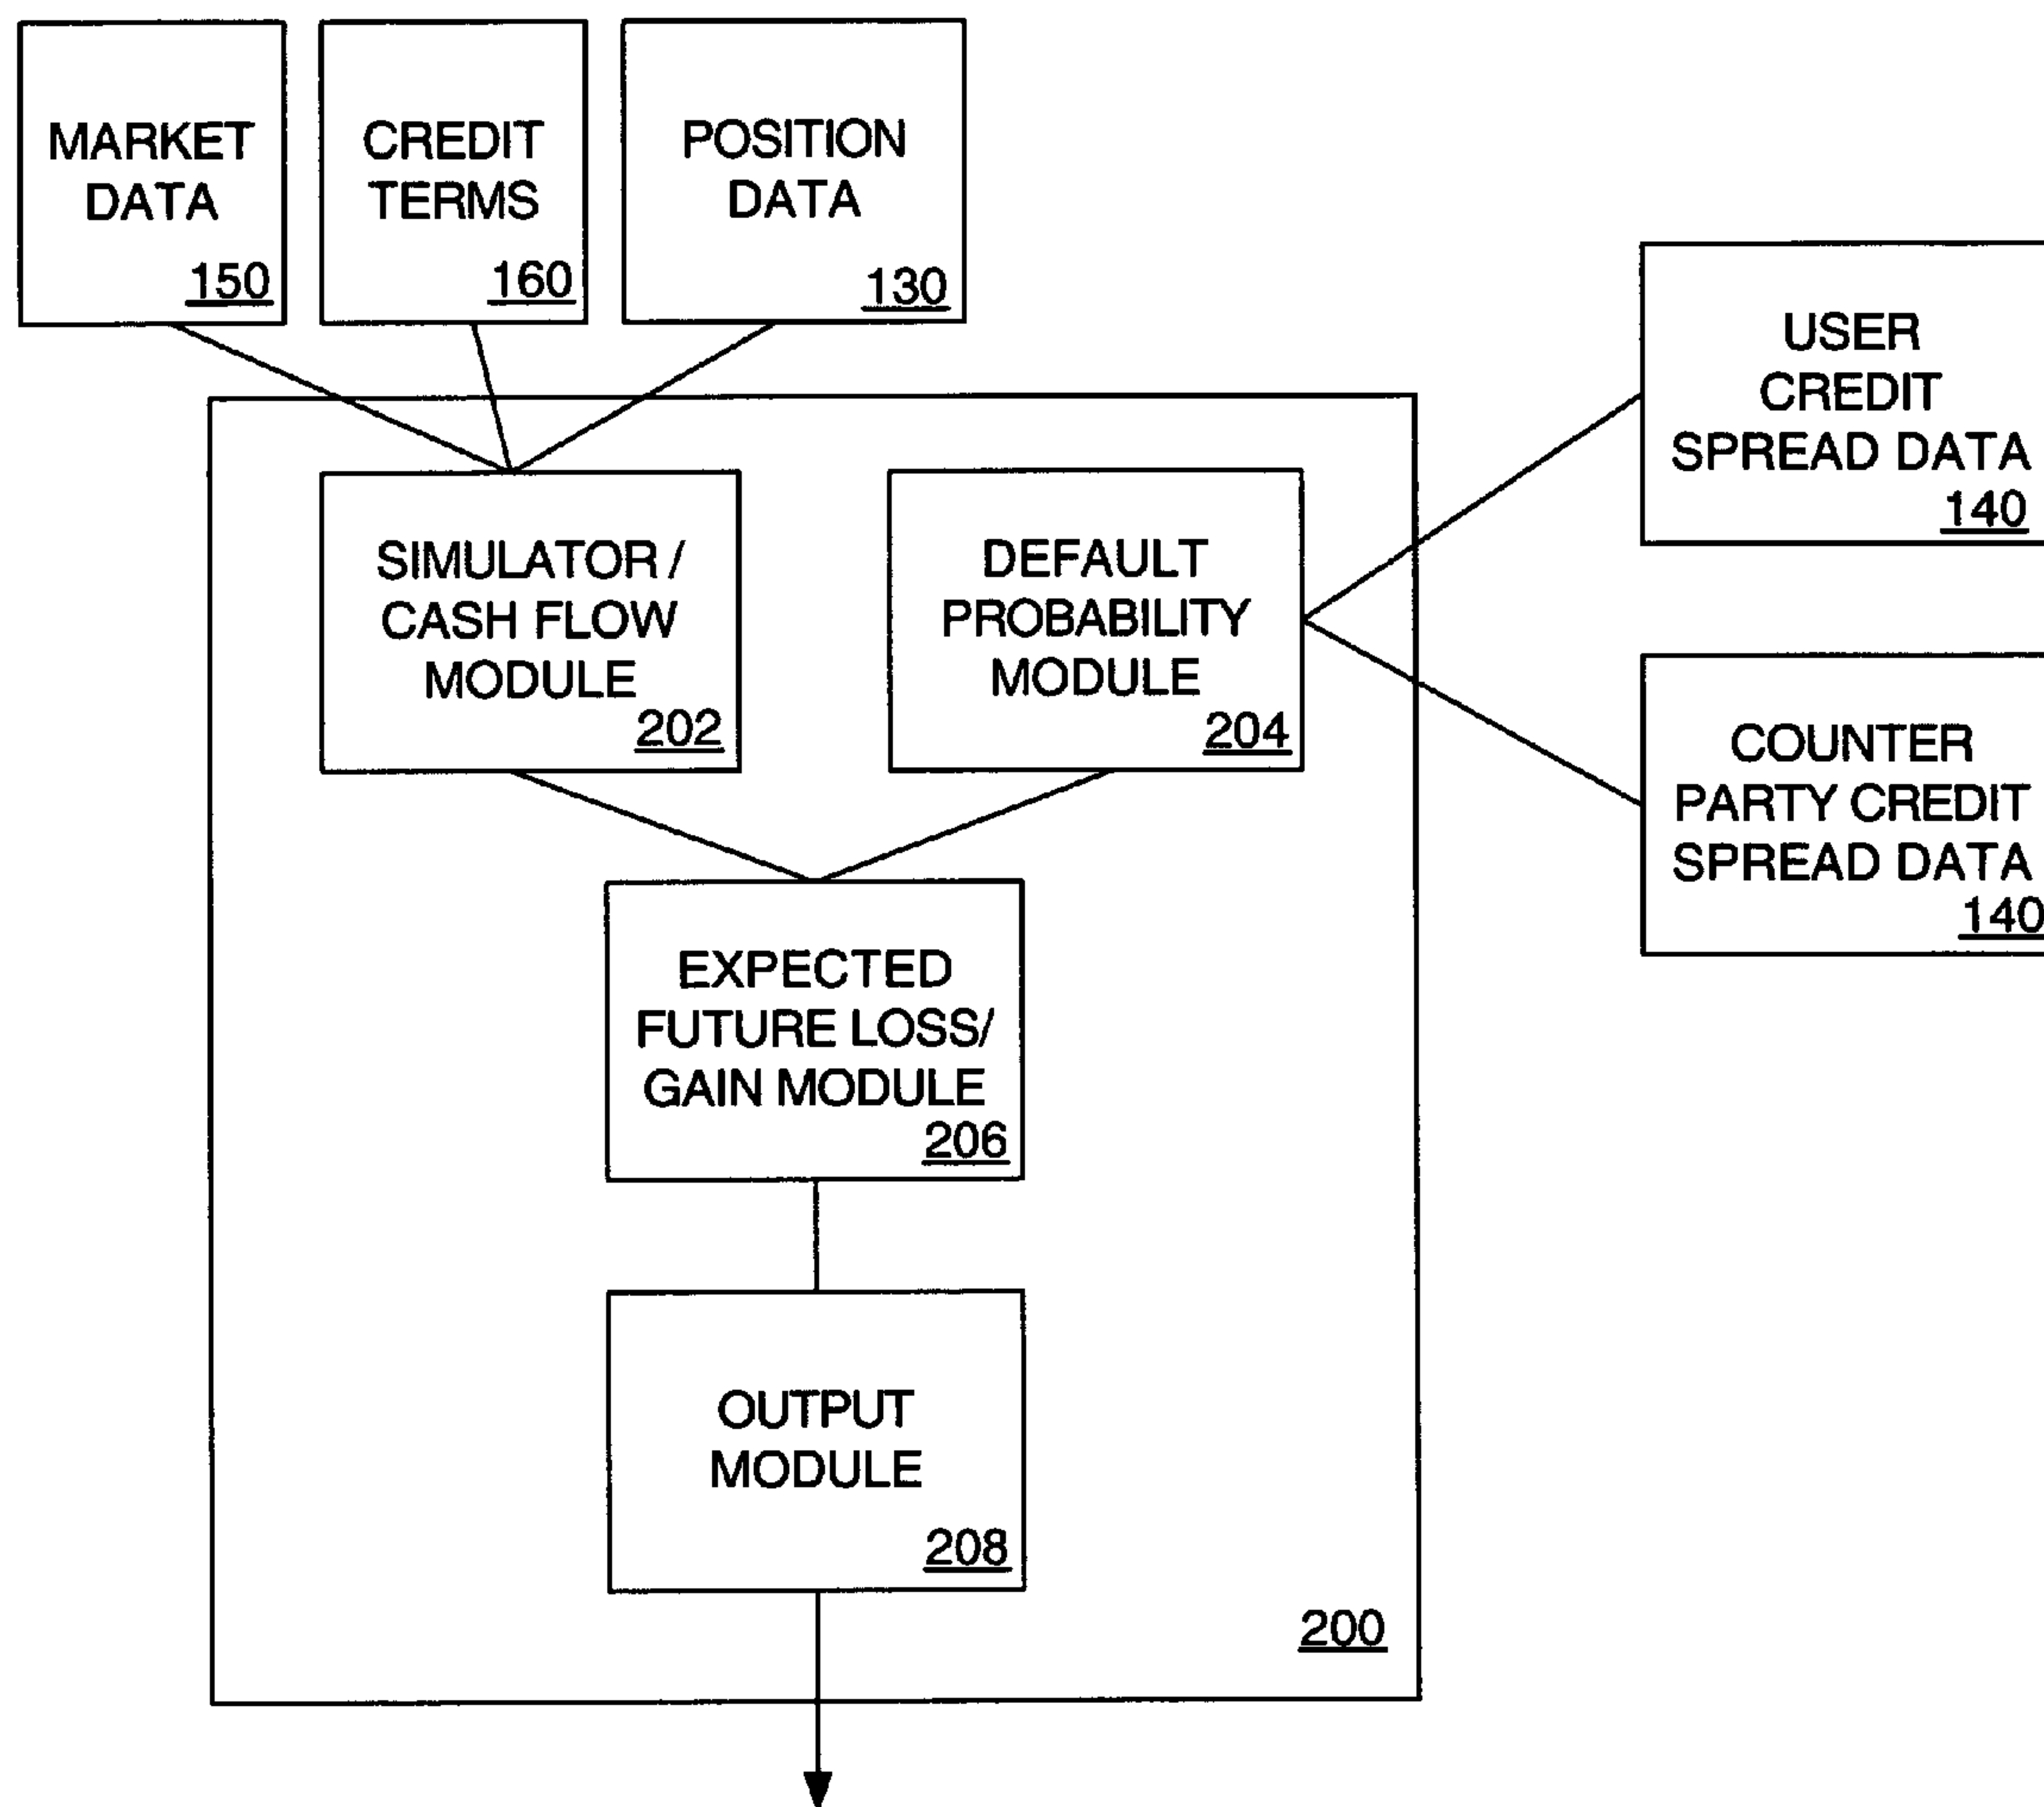 MARKET
DATA
150
CREDIT
TERMS
160
POSITION
DATA
130
USER
CREDIT
SPREAD DATA
140
SIMULATOR /
CASH FLOW
MODULE
202
DEFAULT
PROBABILITY
MODULE
204
COUNTER
PARTY CREDIT
SPREAD DATA
140
EXPECTED
FUTURE LOSS/
GAIN MODULE
206
OUTPUT
MODULE
208
200